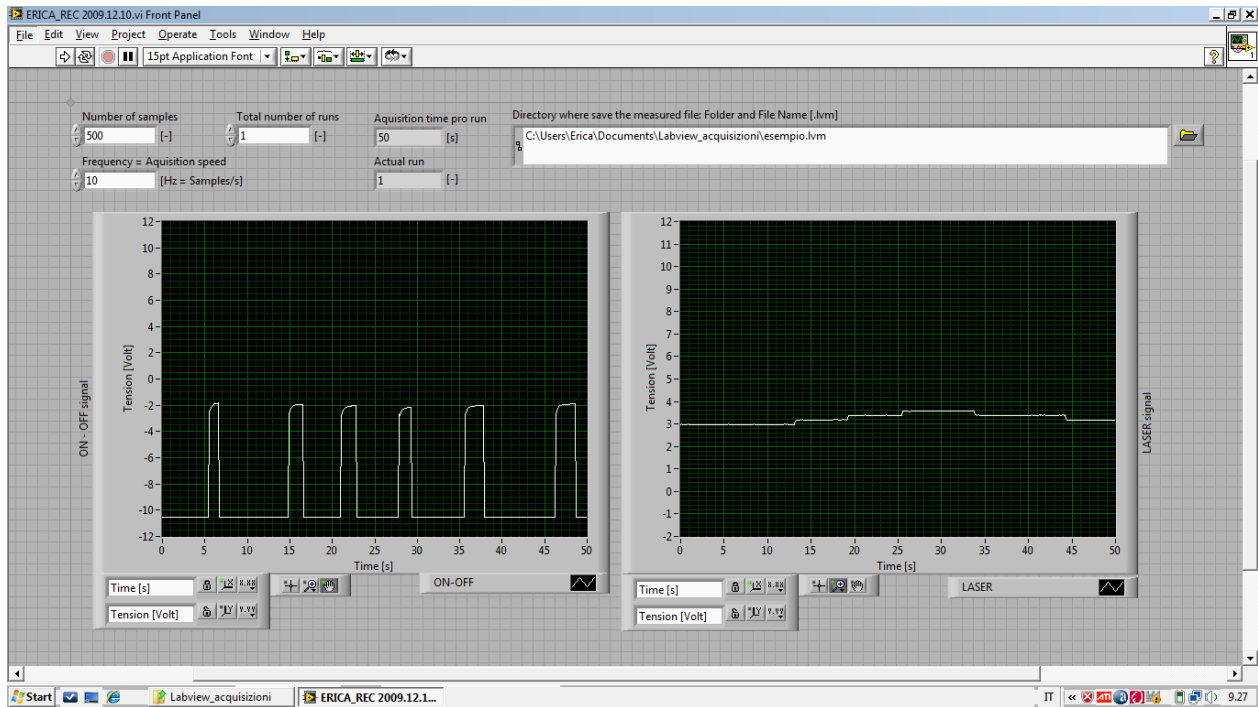 ERICA_REC 2009.12.10.vi Front Panel
File Edit View Project Operate Tools Window Help
15pt Application Font
Number of samples
500 [-]
Total number of runs
1 [-]
Aquisition time pro run
50 [s]
Directory where save the measured file: Folder and File Name [.lvm]
C:\Users\Erica\Documents\Labview_acquisizioni\esempio.lvm
Frequency = Aquisition speed
10 [Hz = Samples/s]
Actual run
1 [-]
ON - OFF signal
Tension [Volt]
12
10
8
6
4
2
0
-2
-4
-6
-8
-10
-12
0 5 10 15 20 25 30 35 40 45 50
Time [s]
Time [s]
Tension [Volt]
ON-OFF
Tension [Volt]
12
11
10
9
8
7
6
5
4
3
2
1
0
-1
-2
0 5 10 15 20 25 30 35 40 45 50
Time [s]
LASER signal
Time [s]
Tension [Volt]
LASER
Start
Labview_acquisizioni
ERICA_REC 2009.12.1...
IT
9.27